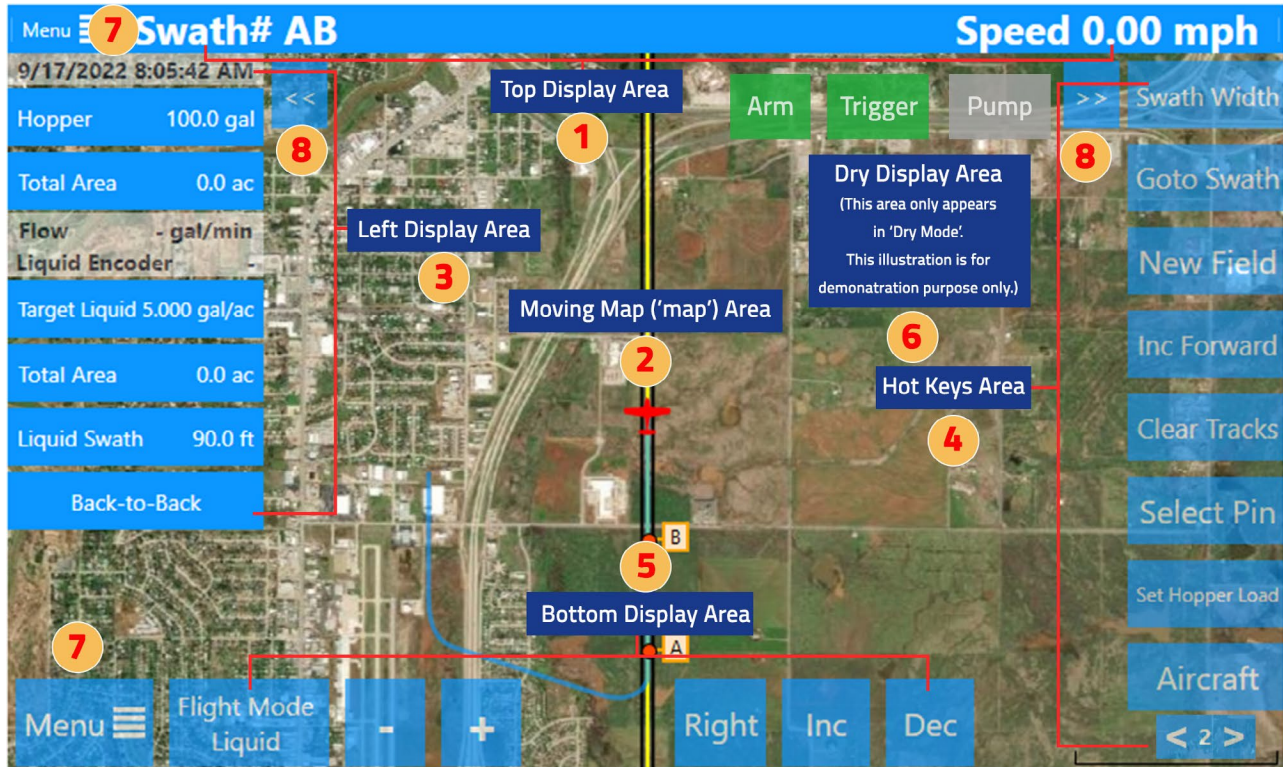 Menu 7 Swath# AB Speed 0.00 mph
9/17/2022 8:05:42 AM
<<
8
Hopper 100.0 gal
Total Area 0.0 ac
Flow - gal/min
Liquid Encoder -
Target Liquid 5.000 gal/ac
Total Area 0.0 ac
Liquid Swath 90.0 ft
Back-to-Back
Top Display Area
1
Left Display Area
3
Moving Map (‘map’) Area
2
Arm Trigger Pump
>>
8
Dry Display Area
(This area only appears
in ‘Dry Mode’.
This illustration is for
demonatration purpose only.)
6
Hot Keys Area
4
Swath Width
Goto Swath
New Field
Inc Forward
Clear Tracks
Select Pin
Set Hopper Load
Aircraft
< 2 >
B
5
Bottom Display Area
A
7
Menu
Flight Mode
Liquid
- +
Right Inc Dec